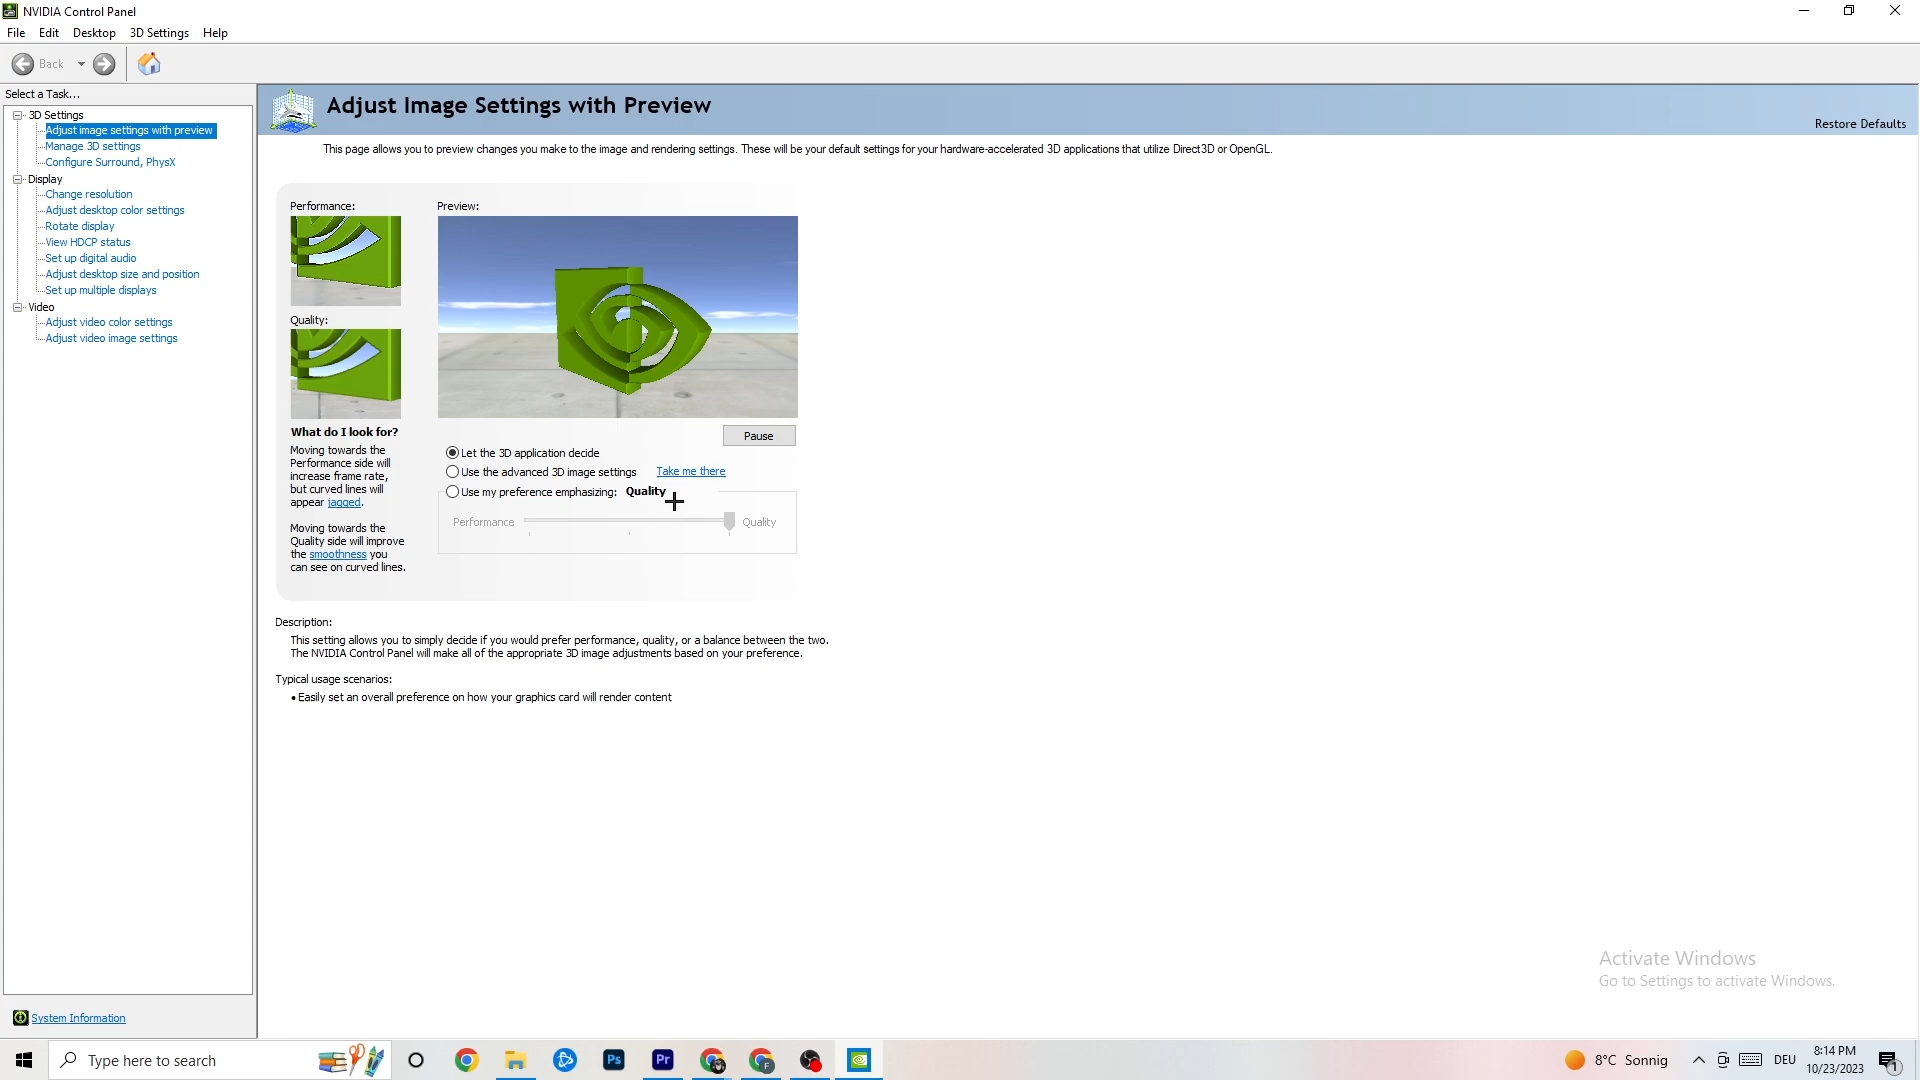 NVIDIA Control Panel
File Edit Desktop 3D Settings Help
Back
Select a Task...
3D Settings
Adjust image settings with preview
Manage 3D settings
Configure Surround, PhysX
Display
Change resolution
Adjust desktop color settings
Rotate display
View HDCP status
Set up digital audio
Adjust desktop size and position
Set up multiple displays
Video
Adjust video color settings
Adjust video image settings
System Information
Adjust Image Settings with Preview
Restore Defaults
This page allows you to preview changes you make to the image and rendering settings. These will be your default settings for your hardware-accelerated 3D applications that utilize Direct3D or OpenGL.
Performance:
Quality:
What do I look for?
Moving towards the
Performance side will
increase frame rate,
but curved lines will
appear jagged.
Moving towards the
Quality side will improve
the smoothness you
can see on curved lines.
Preview:
Pause
Let the 3D application decide
Use the advanced 3D image settings Take me there
Use my preference emphasizing: Quality
Performance Quality
Description:
This setting allows you to simply decide if you would prefer performance, quality, or a balance between the two.
The NVIDIA Control Panel will make all of the appropriate 3D image adjustments based on your preference.
Typical usage scenarios:
• Easily set an overall preference on how your graphics card will render content
Activate Windows
Go to Settings to activate Windows.
Type here to search
Ps
Pr
F
8°C Sonnig
DEU
8:14 PM
10/23/2023
1